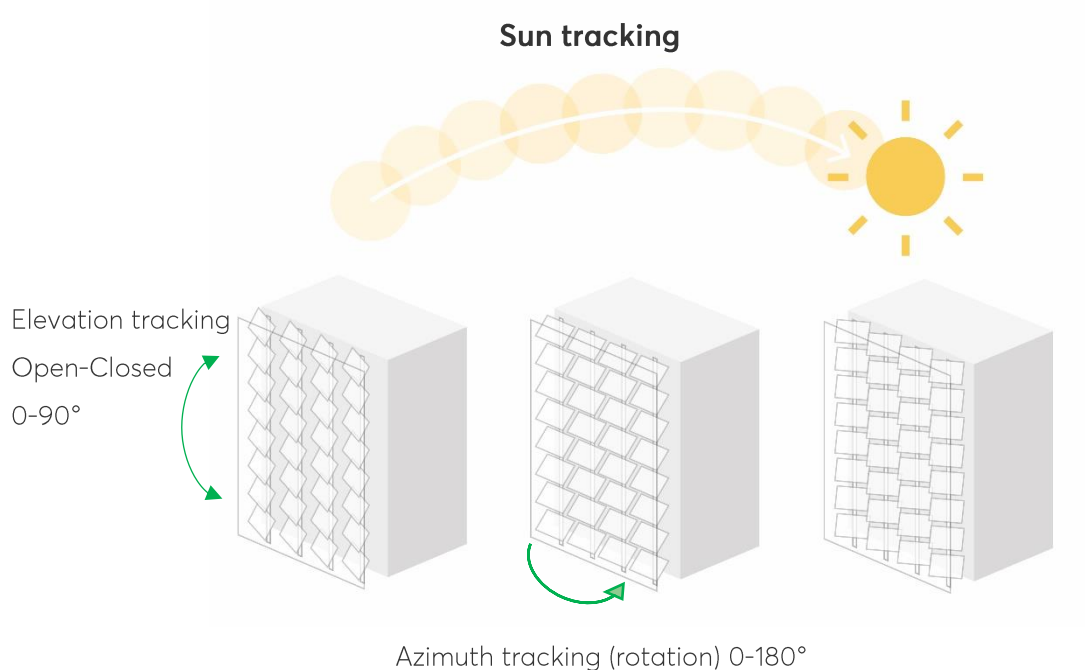 Sun tracking
Elevation tracking
Open-Closed
0-90°
Azimuth tracking (rotation) 0-180°